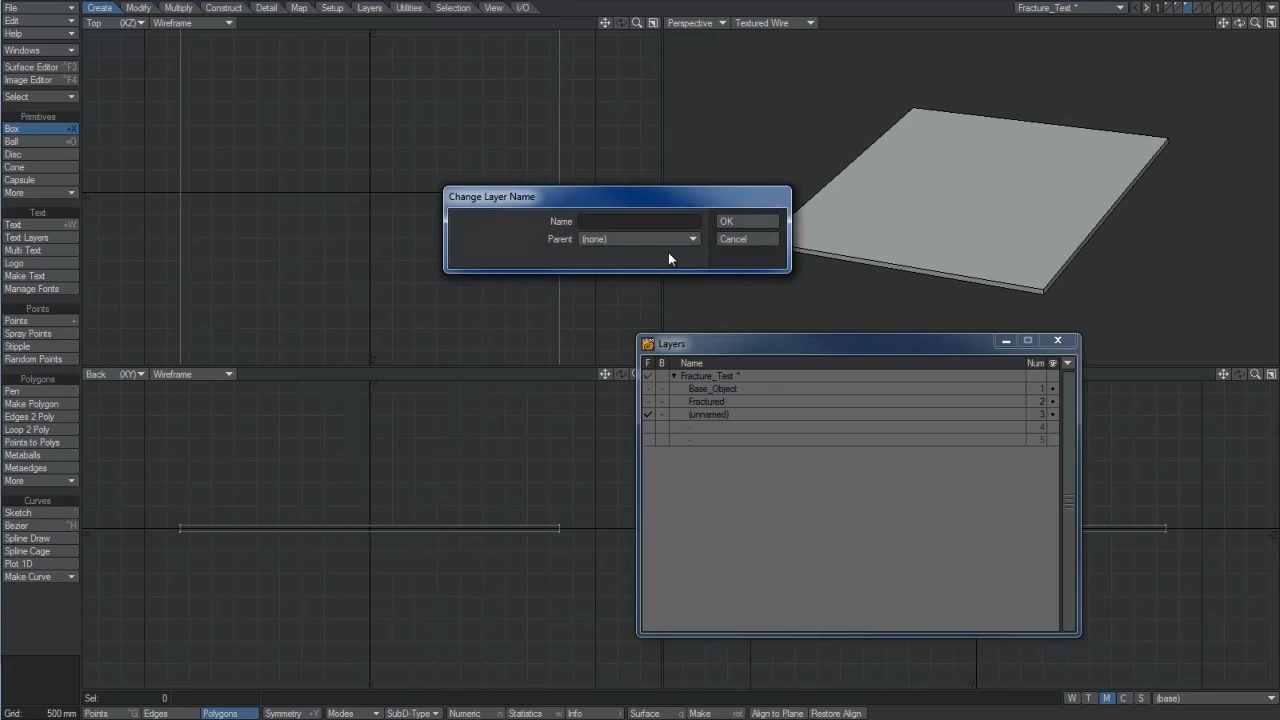 File Create Modify Multiply Construct Detail Map Setup Layers Utilities Selection View I/O Fracture_Test * 1
Edit Top (XZ) Wireframe Perspective Textured Wire
Help
Windows
Surface Editor ^F3
Image Editor ^F4
Select
Primitives
Box +X
Ball +O
Disc
Cone
Capsule
More
Text
Text +W
Text Layers
Multi Text
Logo
Make Text
Manage Fonts
Points
Points +
Spray Points
Stipple
Random Points
Polygons
Pen
Make Polygon
Edges 2 Poly
Loop 2 Poly
Points to Polys
Metaballs
Metaedges
More
Curves
Sketch
Bezier ^H
Spline Draw
Spline Cage
Plot 1D
Make Curve
Change Layer Name
Name OK
Parent (none) Cancel
Back (XY) Wireframe
Layers
F B Name Num
Fracture_Test *
Base_Object 1
Fractured 2
(unnamed) 3
- 4
- 5
Sel: 0 W T M C S (base)
Grid: 500 mm Points ^G Edges Polygons ^H Symmetry +Y Modes SubD-Type Numeric n Statistics w Info i Surface q Make ret Align to Plane Restore Align